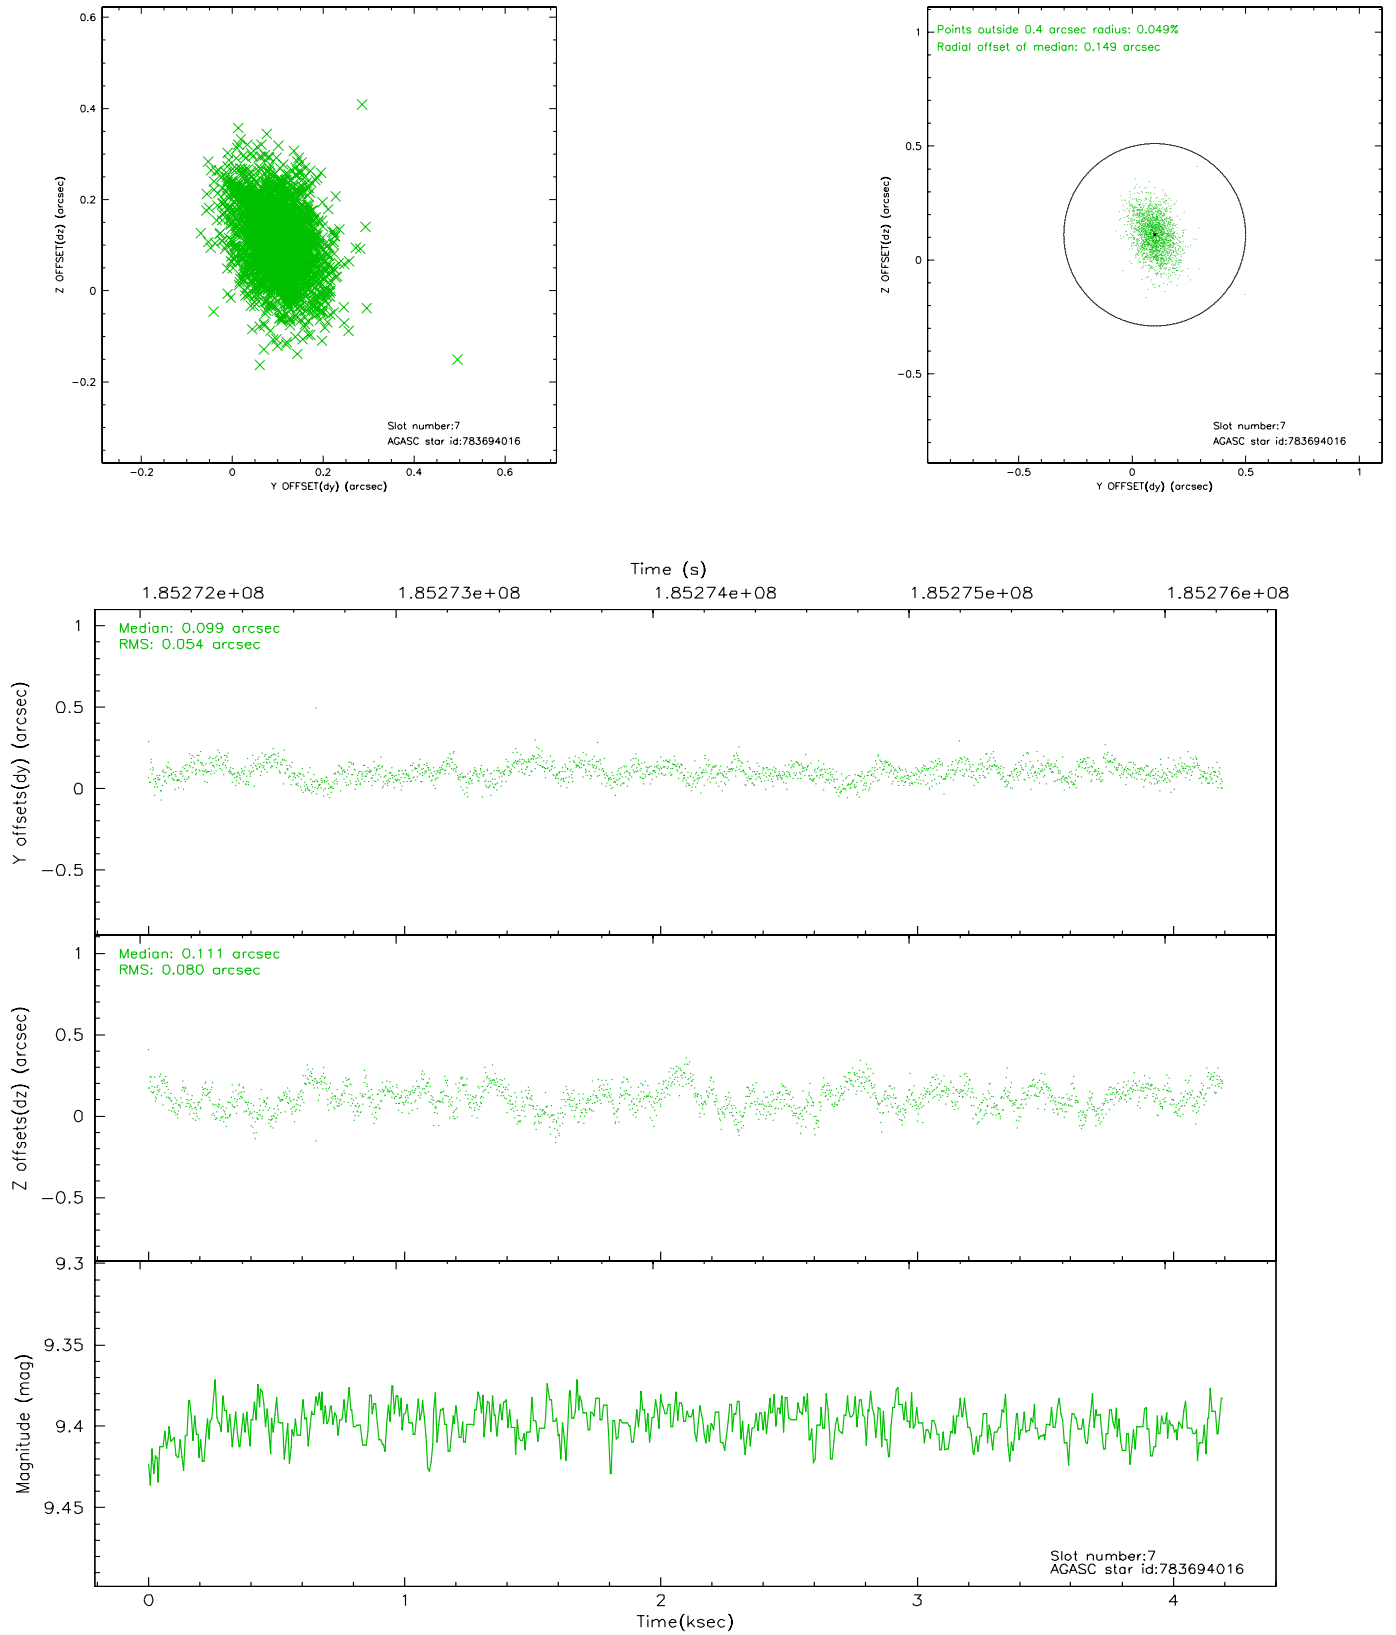 0.6
0.4
0.2
0
−0.2
Z OFFSET(dz) (arcsec)
Slot number:7
AGASC star id:783694016
−0.2 0 0.2 0.4 0.6
Y OFFSET(dy) (arcsec)
Points outside 0.4 arcsec radius: 0.049%
Radial offset of median: 0.149 arcsec
1
0.5
0
−0.5
Z OFFSET(dz) (arcsec)
Slot number:7
AGASC star id:783694016
−0.5 0 0.5 1
Y OFFSET(dy) (arcsec)
Time (s)
1.85272e+08 1.85273e+08 1.85274e+08 1.85275e+08 1.85276e+08
Median: 0.099 arcsec
RMS: 0.054 arcsec
1
0.5
0
−0.5
Y offsets(dy) (arcsec)
Median: 0.111 arcsec
RMS: 0.080 arcsec
1
0.5
0
−0.5
Z offsets(dz) (arcsec)
9.3
9.35
9.4
9.45
Magnitude (mag)
Slot number:7
AGASC star id:783694016
0 1 2 3 4
Time(ksec)